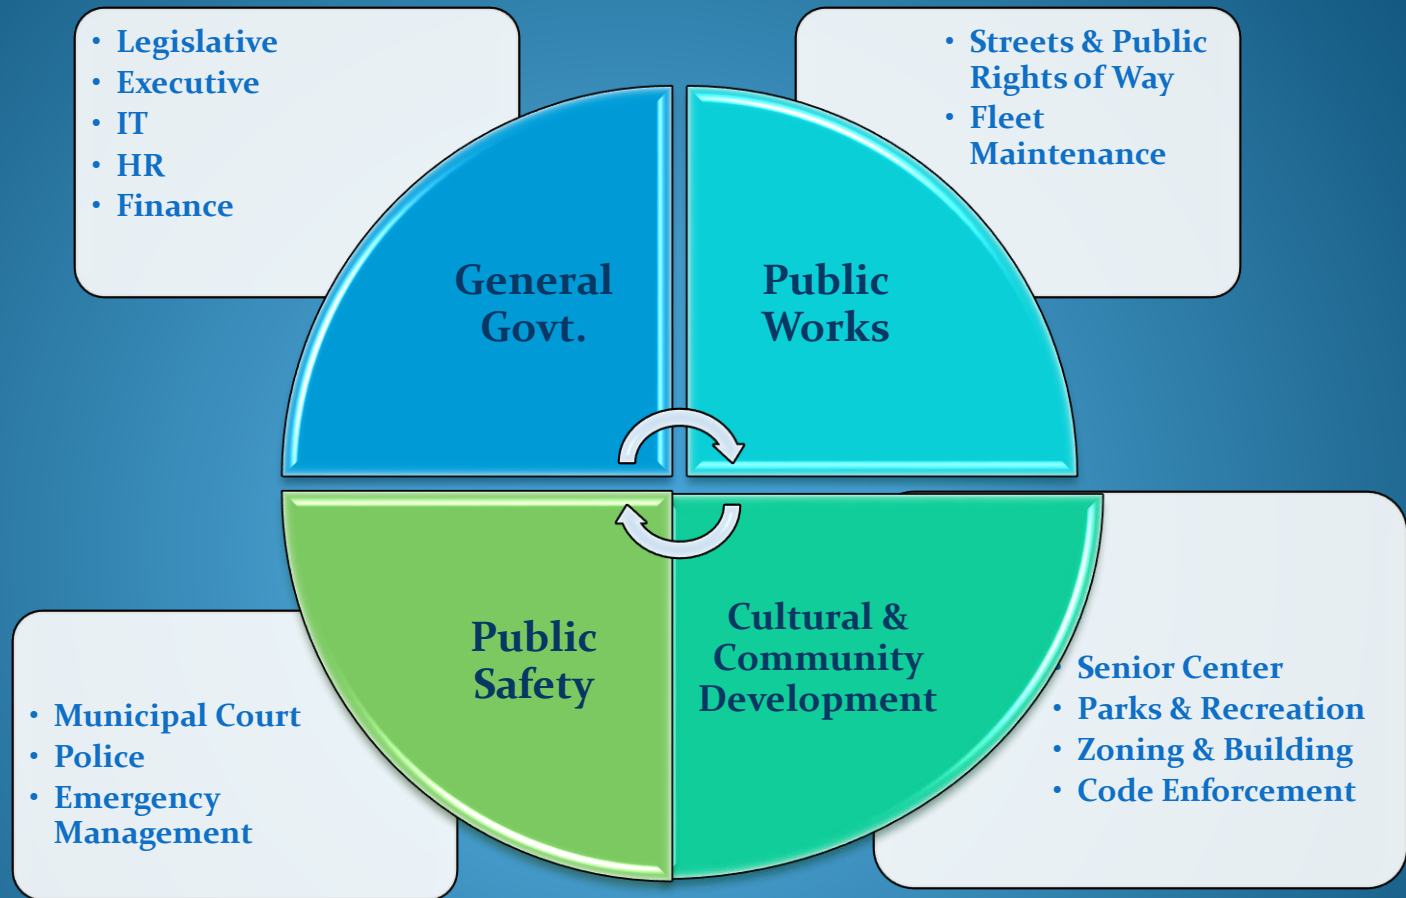 • Legislative
• Executive
• IT
• HR
• Finance
• Streets & Public
Rights of Way
• Fleet
Maintenance
General
Govt.
Public
Works
Public
Safety
Cultural &
Community
Development
• Municipal Court
• Police
• Emergency
Management
• Senior Center
• Parks & Recreation
• Zoning & Building
• Code Enforcement